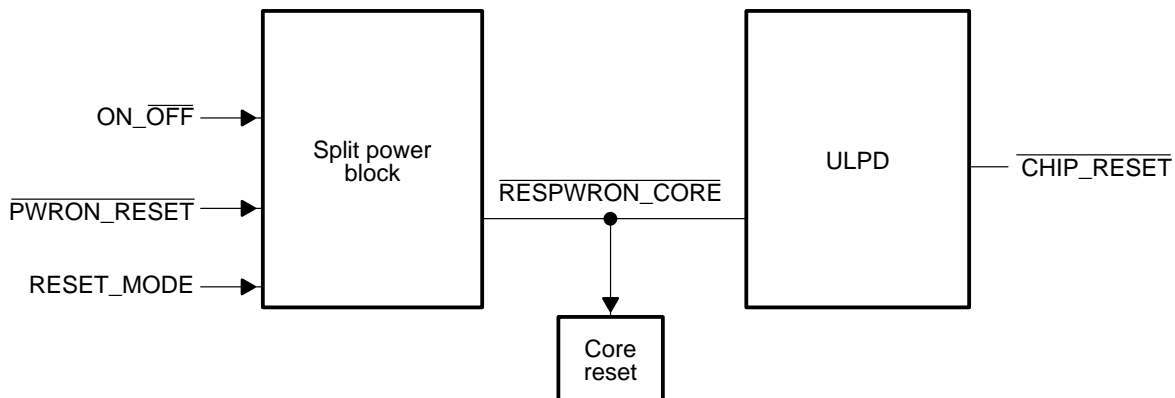 ON_OFF
Split power
block
ULPD
CHIP_RESET
RESPWRON_CORE
PWRON_RESET
RESET_MODE
Core
reset